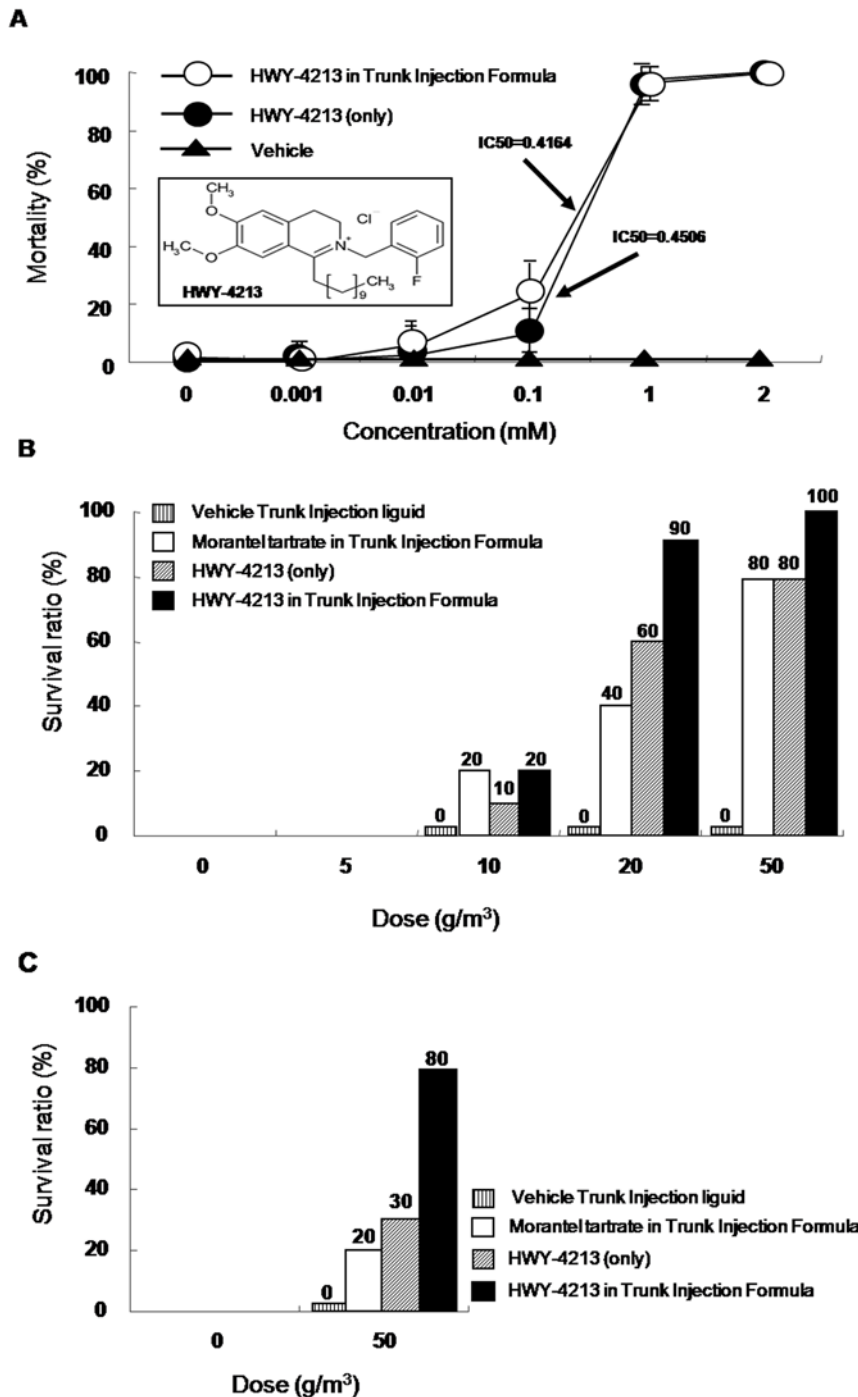 A
HWY-4213 in Trunk Injection Formula
HWY-4213 (only)
Vehicle
IC50=0.4164
IC50=0.4506
CH₃
O
CH₃
O
N⁺
Cl⁻
F
CH₃
9
HWY-4213
Mortality (%)
100
80
60
40
20
0
0 0.001 0.01 0.1 1 2
Concentration (mM)
B
Vehicle Trunk Injection liguid
Morantel tartrate in Trunk Injection Formula
HWY-4213 (only)
HWY-4213 in Trunk Injection Formula
Survival ratio (%)
100
80
60
40
20
0
0 20 10 20
0 40 60 90
0 80 80 100
0 5 10 20 50
Dose (g/m³)
C
Survival ratio (%)
100
80
60
40
20
0
0 20 30 80
Vehicle Trunk Injection liguid
Morantel tartrate in Trunk Injection Formula
HWY-4213 (only)
HWY-4213 in Trunk Injection Formula
0 50
Dose (g/m³)